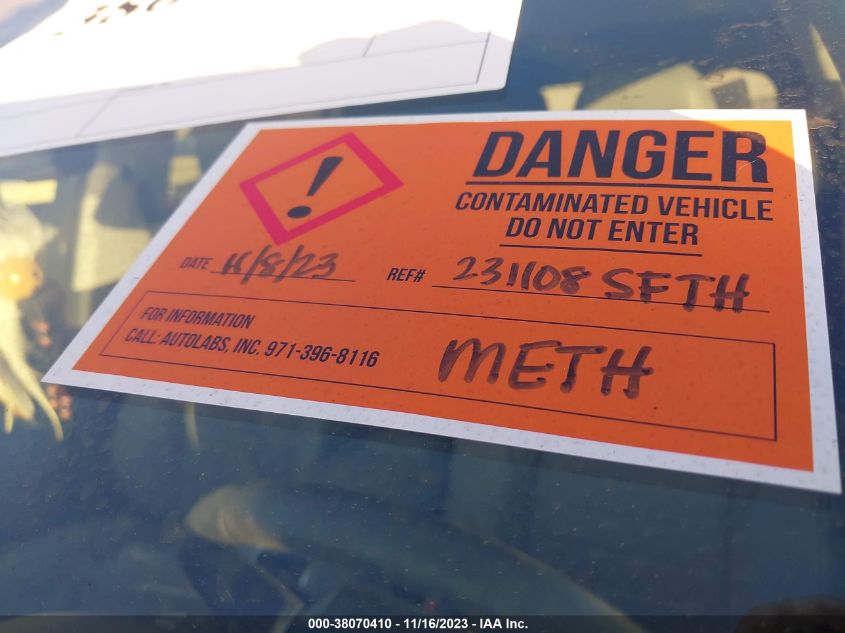 DANGER
CONTAMINATED VEHICLE
DO NOT ENTER
DATE 11/8/23 REF# 231108 SFTH
FOR INFORMATION
CALL: AUTOLABS, INC. 971-396-8116
METH
000-38070410 - 11/16/2023 - IAA Inc.